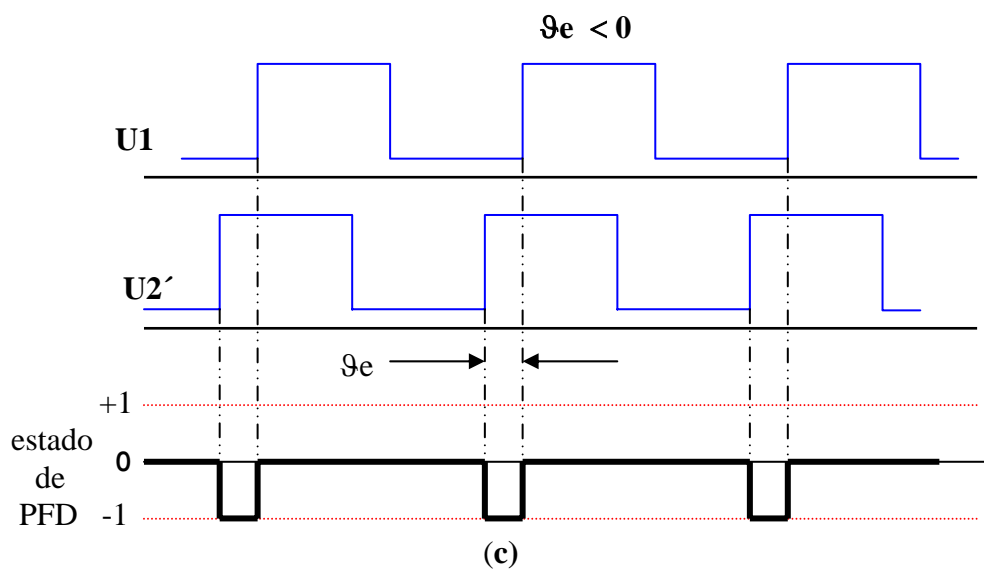 ϑe < 0
U1
U2´
ϑe
+1
estado
0
de
PFD
-1
(c)